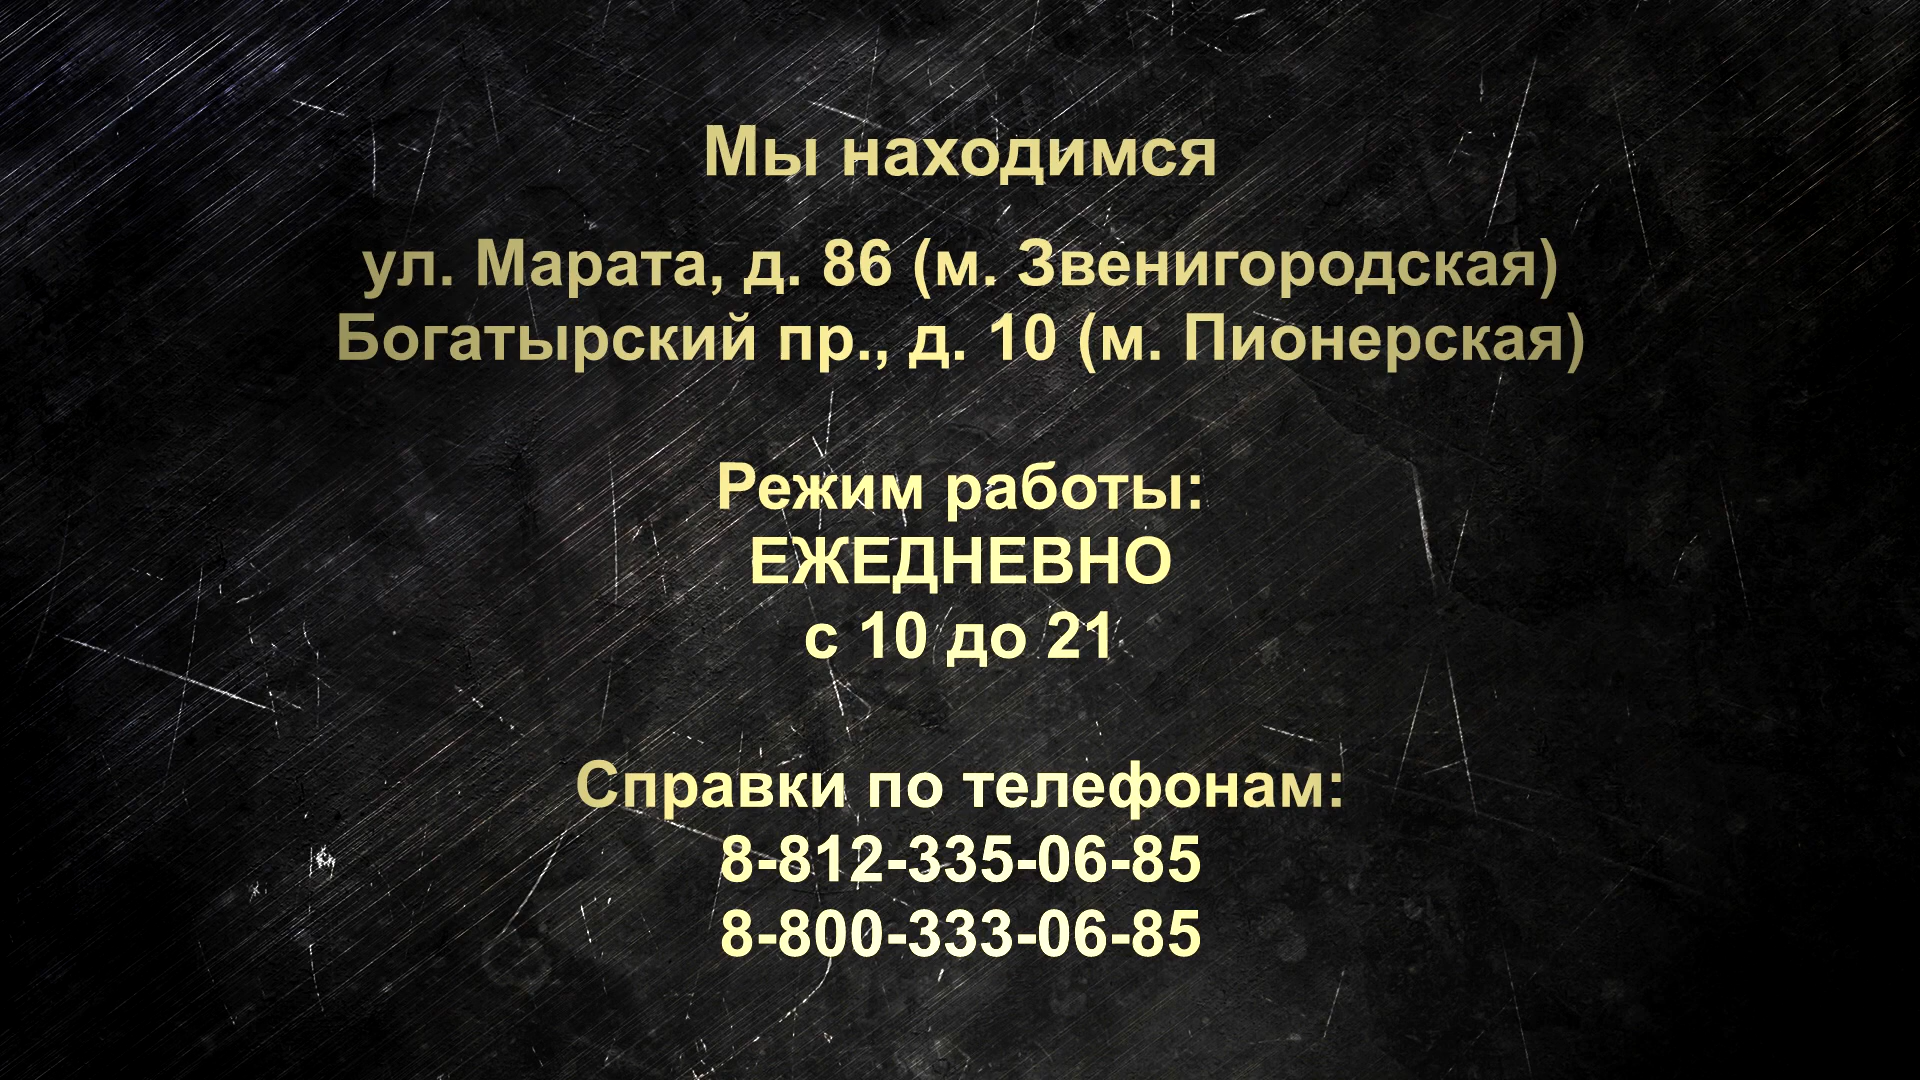 Мы находимся
ул. Марата, д. 86 (м. Звенигородская)
Богатырский пр., д. 10 (м. Пионерская)
Режим работы:
ЕЖЕДНЕВНО
с 10 до 21
Справки по телефонам:
8-812-335-06-85
8-800-333-06-85